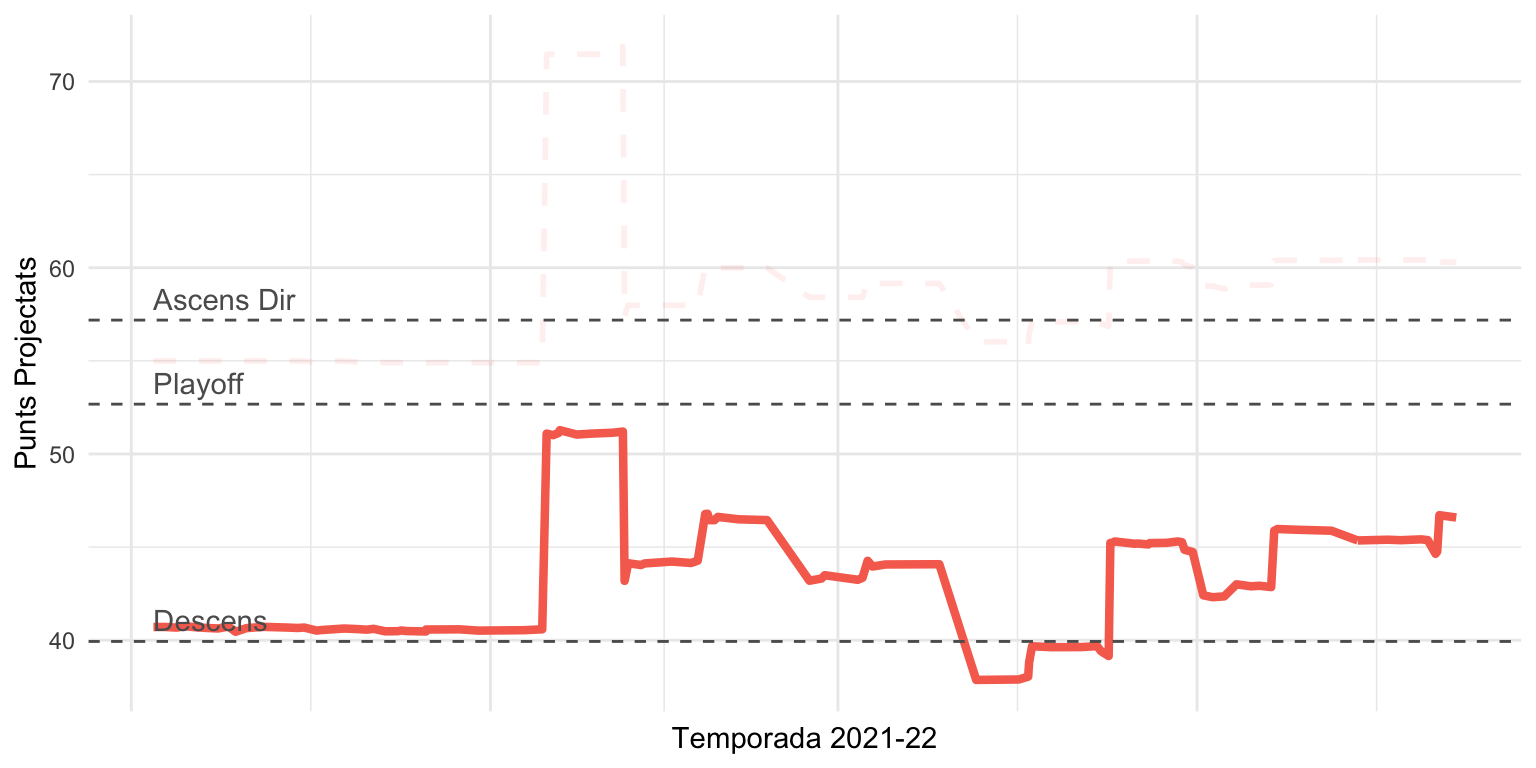 70
60
50
40
Punts Projectats
Ascens Dir
Playoff
Descens
Temporada 2021-22